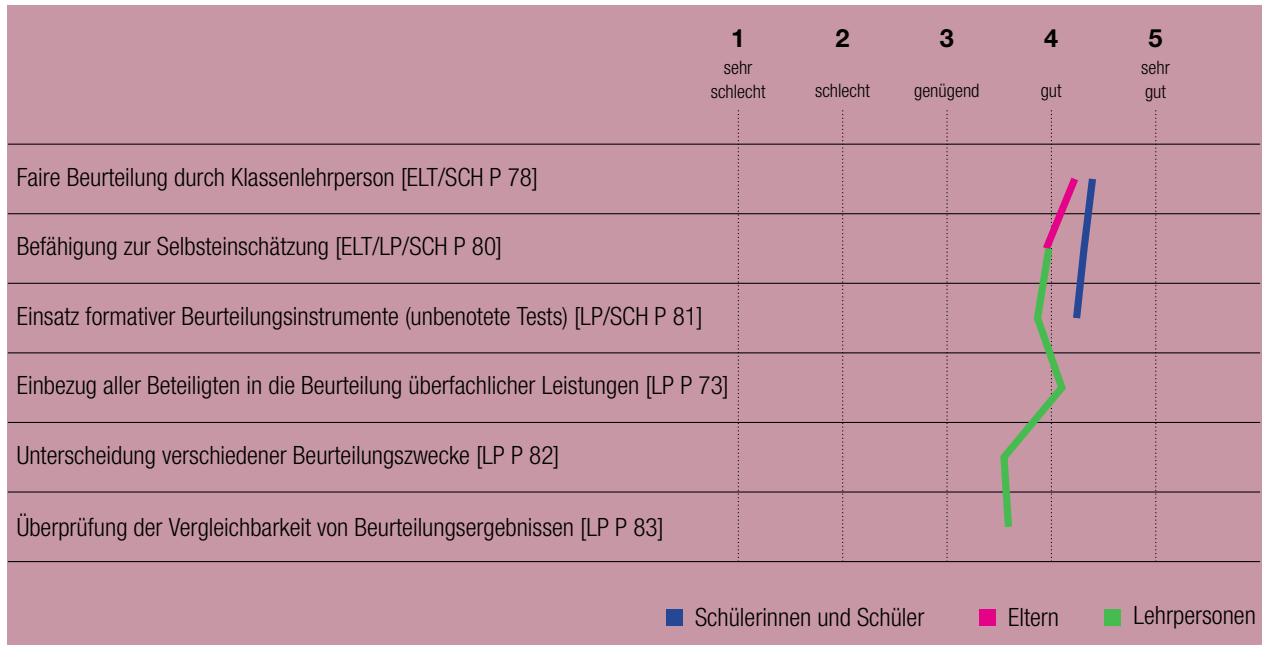 1 2 3 4 5
sehr schlecht schlecht genügend gut sehr gut
Faire Beurteilung durch Klassenlehrperson [ELT/SCH P 78]
Befähigung zur Selbsteinschätzung [ELT/LP/SCH P 80]
Einsatz formativer Beurteilungsinstrumente (unbenotete Tests) [LP/SCH P 81]
Einbezug aller Beteiligten in die Beurteilung überfachlicher Leistungen [LP P 73]
Unterscheidung verschiedener Beurteilungszwecke [LP P 82]
Überprüfung der Vergleichbarkeit von Beurteilungsergebnissen [LP P 83]
Schülerinnen und Schüler Eltern Lehrpersonen